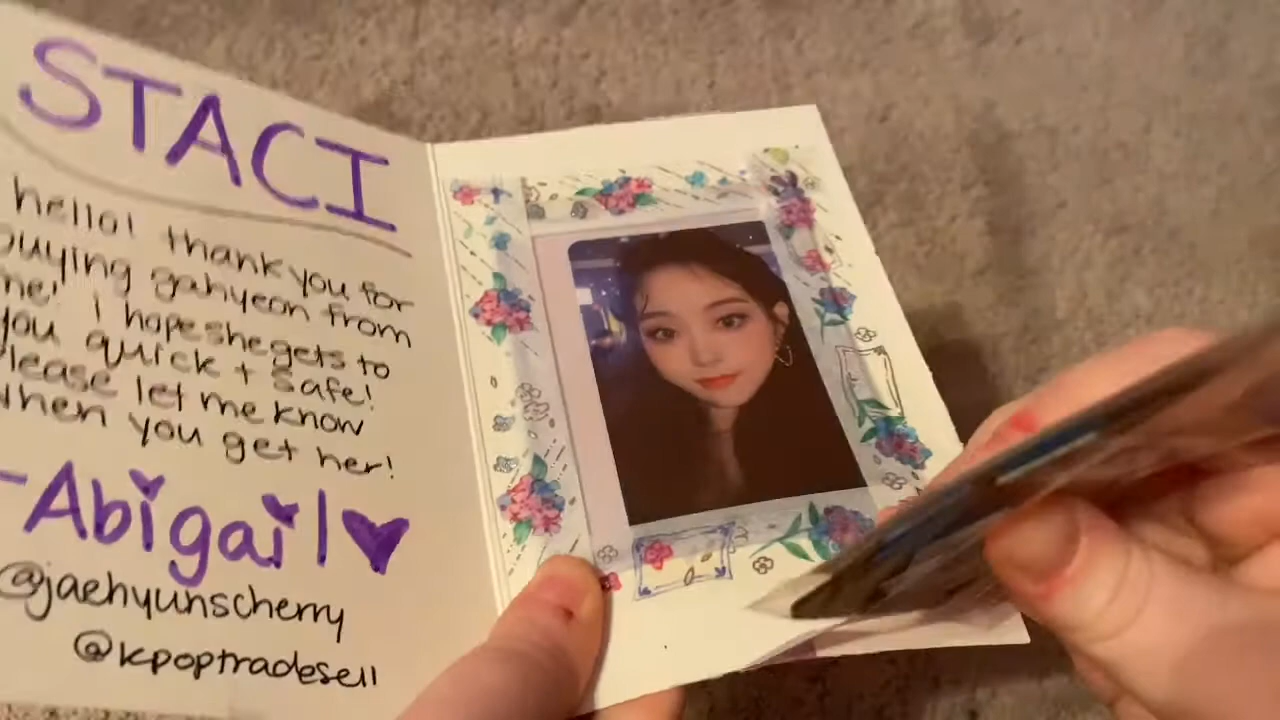 STACI
hello! thank you for
buying gahyeon from
me! I hope she gets to
you quick + safe!
Please let me know
when you get her!
-Abigail
@jaehyunscherry
@kpoptradesell